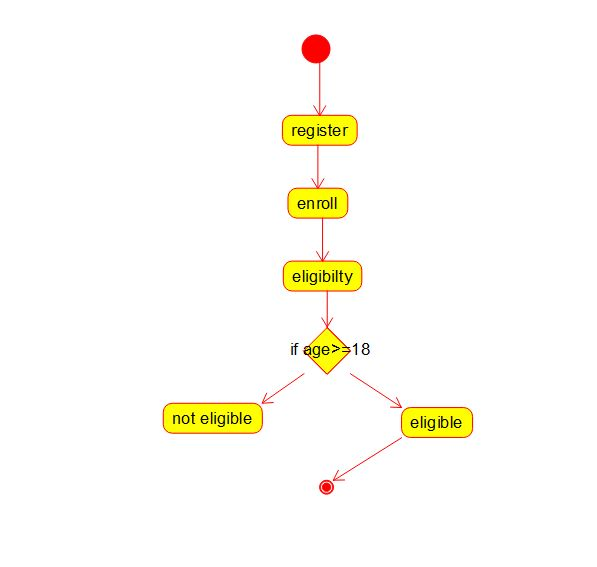 register
enroll
eligibilty
if age>=18
not eligible
eligible